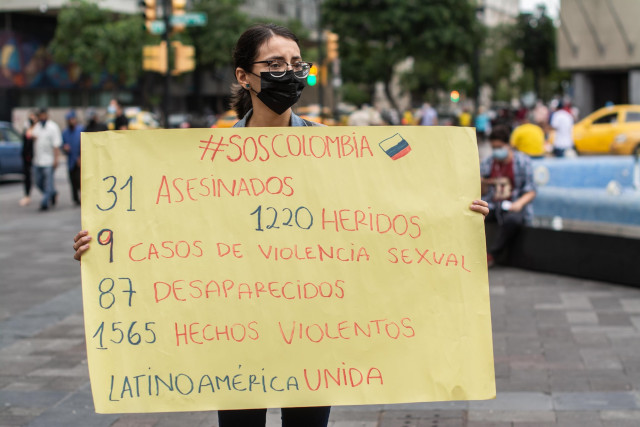 #SOSCOLOMBIA
31 ASESINADOS
1220 HERIDOS
9 CASOS DE VIOLENCIA SEXUAL
87 DESAPARECIDOS
1565 HECHOS VIOLENTOS
LATINOAMÉRICA UNIDA